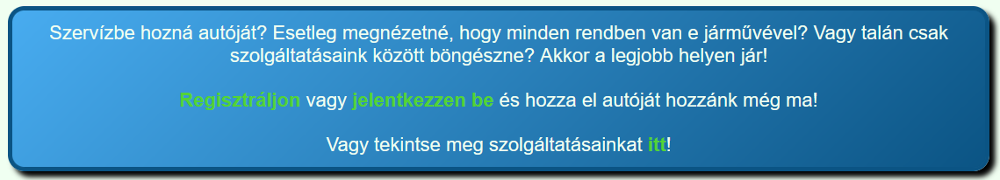 Szervízbe hozná autóját? Esetleg megnézetné, hogy minden rendben van e járművével? Vagy talán csak
szolgáltatásaink között böngészne? Akkor a legjobb helyen jár!
Regisztráljon vagy jelentkezzen be és hozza el autóját hozzánk még ma!
Vagy tekintse meg szolgáltatásainkat itt!